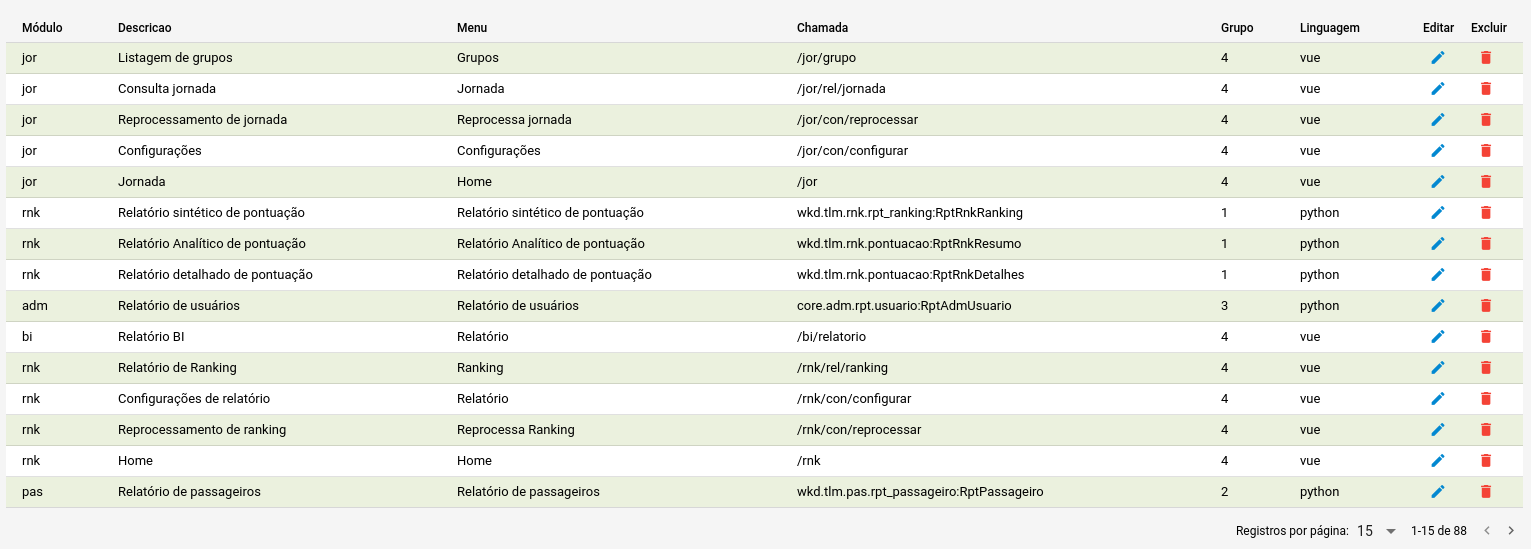 Módulo Descricao Menu Chamada Grupo Linguagem Editar Excluir
jor Listagem de grupos Grupos /jor/grupo 4 vue
jor Consulta jornada Jornada /jor/rel/jornada 4 vue
jor Reprocessamento de jornada Reprocessa jornada /jor/con/reprocessar 4 vue
jor Configurações Configurações /jor/con/configurar 4 vue
jor Jornada Home /jor 4 vue
rnk Relatório sintético de pontuação Relatório sintético de pontuação wkd.tlm.rnk.rpt_ranking:RptRnkRanking 1 python
rnk Relatório Analítico de pontuação Relatório Analítico de pontuação wkd.tlm.rnk.pontuacao:RptRnkResumo 1 python
rnk Relatório detalhado de pontuação Relatório detalhado de pontuação wkd.tlm.rnk.pontuacao:RptRnkDetalhes 1 python
adm Relatório de usuários Relatório de usuários core.adm.rpt.usuario:RptAdmUsuario 3 python
bi Relatório BI Relatório /bi/relatorio 4 vue
rnk Relatório de Ranking Ranking /rnk/rel/ranking 4 vue
rnk Configurações de relatório Relatório /rnk/con/configurar 4 vue
rnk Reprocessamento de ranking Reprocessa Ranking /rnk/con/reprocessar 4 vue
rnk Home Home /rnk 4 vue
pas Relatório de passageiros Relatório de passageiros wkd.tlm.pas.rpt_passageiro:RptPassageiro 2 python
Registros por página: 15 1-15 de 88